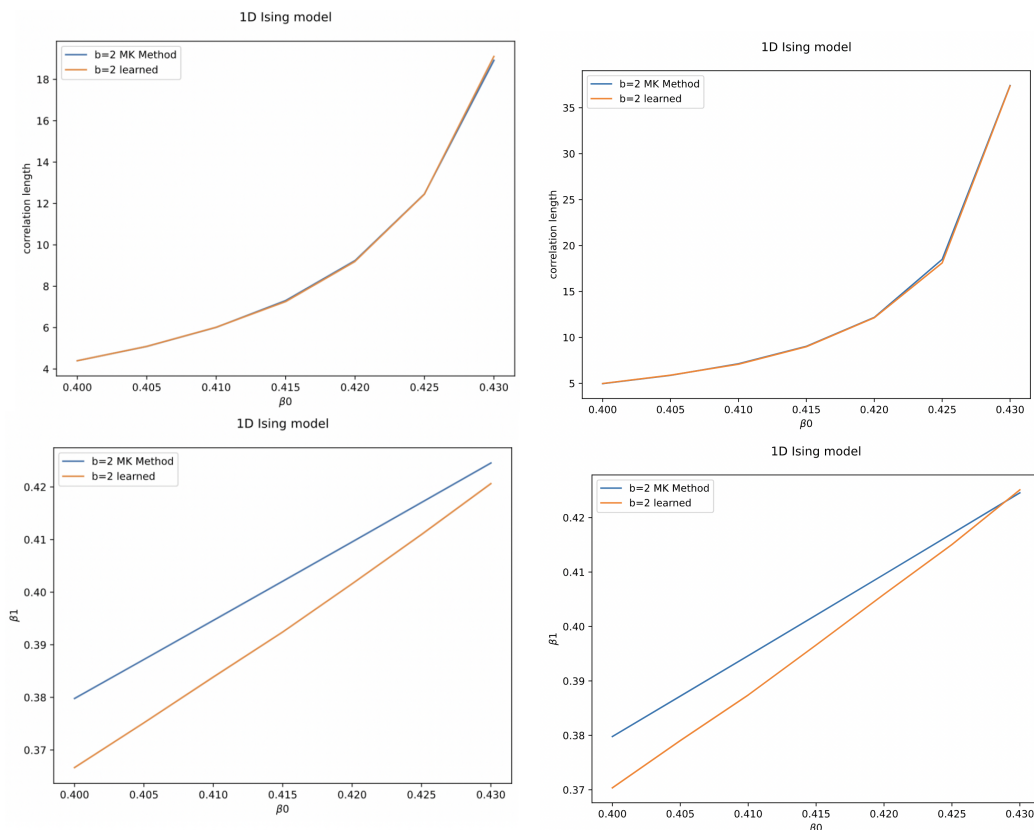 1D Ising model
b=2 MK Method
b=2 learned
18
16
14
12
10
8
6
4
correlation length
0.400 0.405 0.410 0.415 0.420 0.425 0.430
β0
1D Ising model
b=2 MK Method
b=2 learned
35
30
25
20
15
10
5
correlation length
0.400 0.405 0.410 0.415 0.420 0.425 0.430
β0
1D Ising model
b=2 MK Method
b=2 learned
0.42
0.41
0.40
0.39
0.38
0.37
β1
0.400 0.405 0.410 0.415 0.420 0.425 0.430
β0
1D Ising model
b=2 MK Method
b=2 learned
0.42
0.41
0.40
0.39
0.38
0.37
β1
0.400 0.405 0.410 0.415 0.420 0.425 0.430
β0